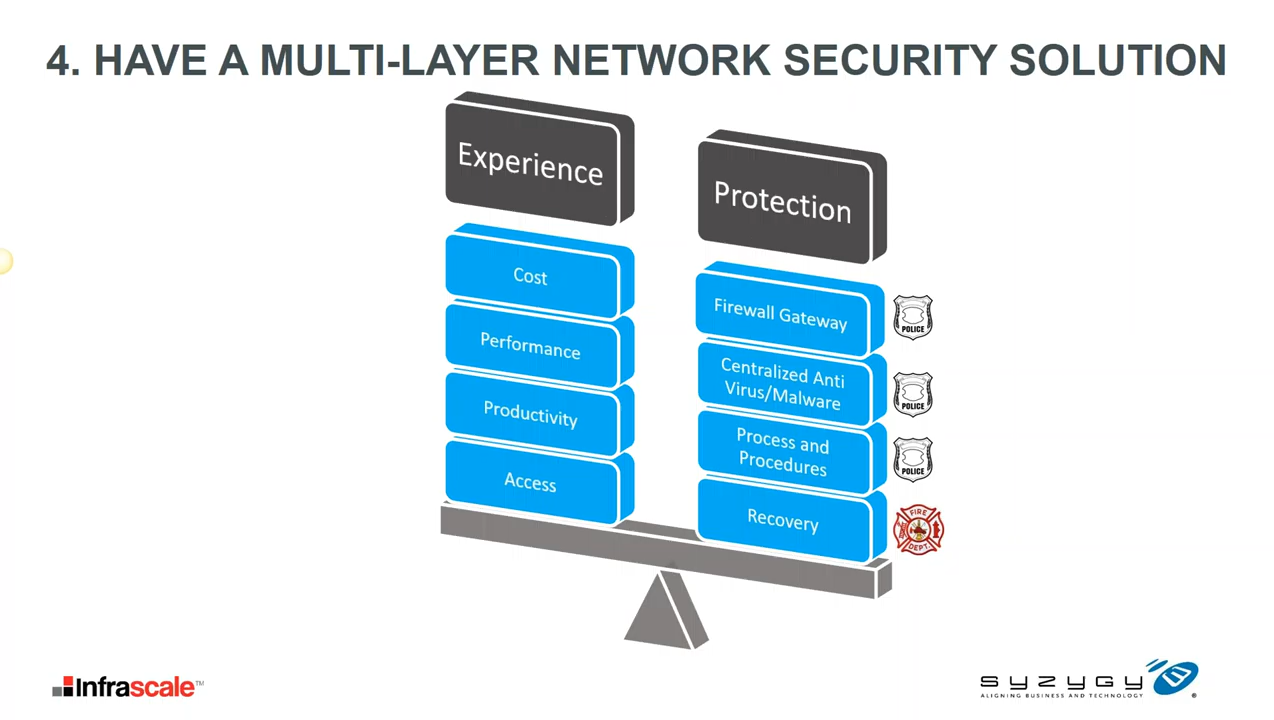 4. HAVE A MULTI-LAYER NETWORK SECURITY SOLUTION
Experience
Cost
Performance
Productivity
Access
Protection
Firewall Gateway
POLICE
Centralized Anti
Virus/Malware
POLICE
Process and
Procedures
POLICE
Recovery
FIRE
DEPT.
Infrascale™
SYZYGY
ALIGNING BUSINESS AND TECHNOLOGY ®